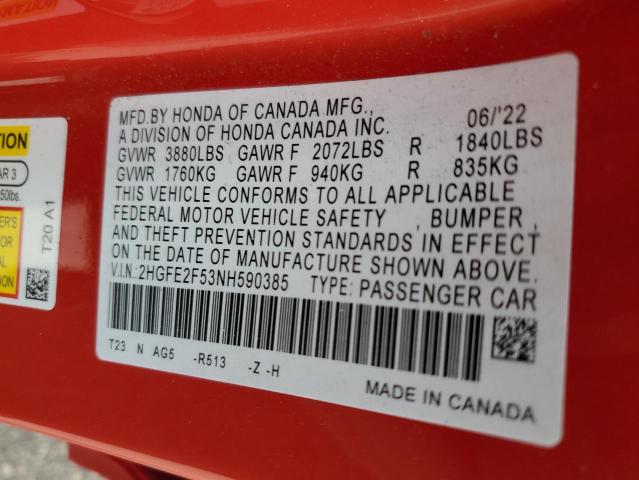 MFD.BY HONDA OF CANADA MFG., 06/'22
A DIVISION OF HONDA CANADA INC.
GVWR 3880LBS GAWR F 2072LBS R 1840LBS
GVWR 1760KG GAWR F 940KG R 835KG
THIS VEHICLE CONFORMS TO ALL APPLICABLE
FEDERAL MOTOR VEHICLE SAFETY , BUMPER ,
AND THEFT PREVENTION STANDARDS IN EFFECT
ON THE DATE OF MANUFACTURE SHOWN ABOVE.
V.I.N.:2HGFE2F53NH590385 TYPE: PASSENGER CAR
T23 N AG5 -R513 -Z -H
MADE IN CANADA
T20 A1